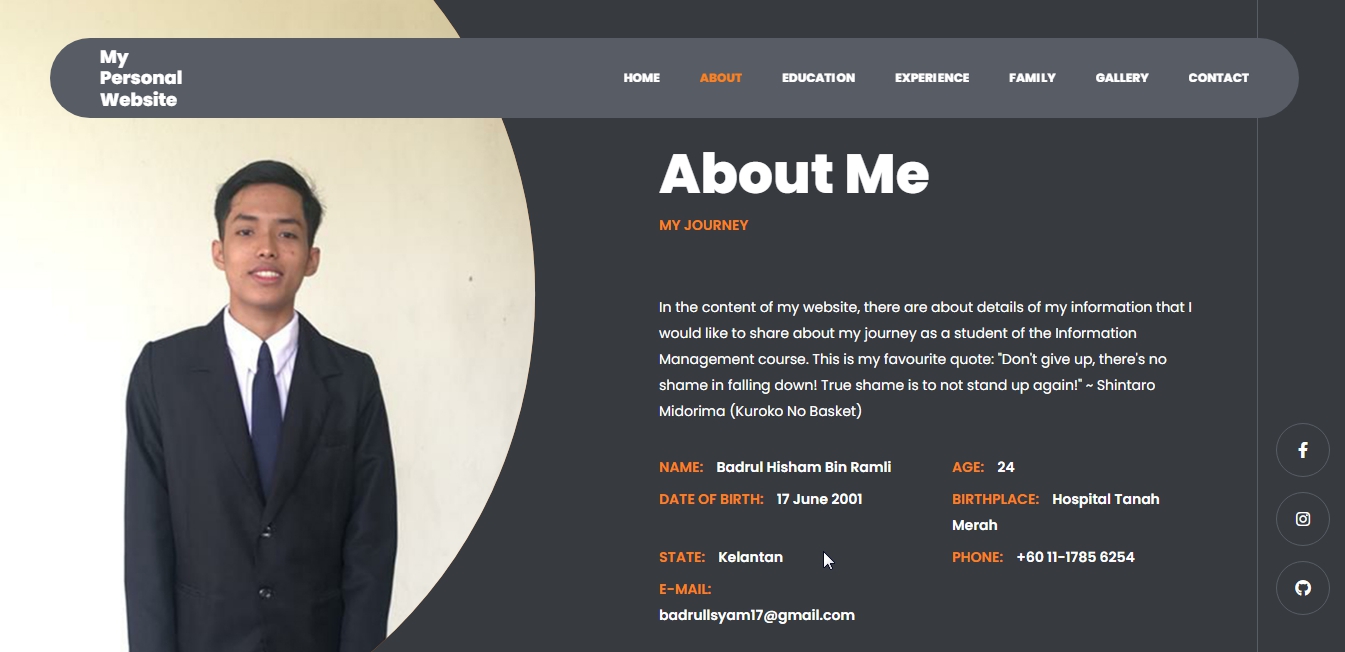 My
Personal
Website
HOME ABOUT EDUCATION EXPERIENCE FAMILY GALLERY CONTACT
About Me
MY JOURNEY
In the content of my website, there are about details of my information that I
would like to share about my journey as a student of the Information
Management course. This is my favourite quote: "Don't give up, there's no
shame in falling down! True shame is to not stand up again!" ~ Shintaro
Midorima (Kuroko No Basket)
NAME: Badrul Hisham Bin Ramli
AGE: 24
DATE OF BIRTH: 17 June 2001
BIRTHPLACE: Hospital Tanah
Merah
STATE: Kelantan
PHONE: +60 11-1785 6254
E-MAIL:
badrullsyam17@gmail.com